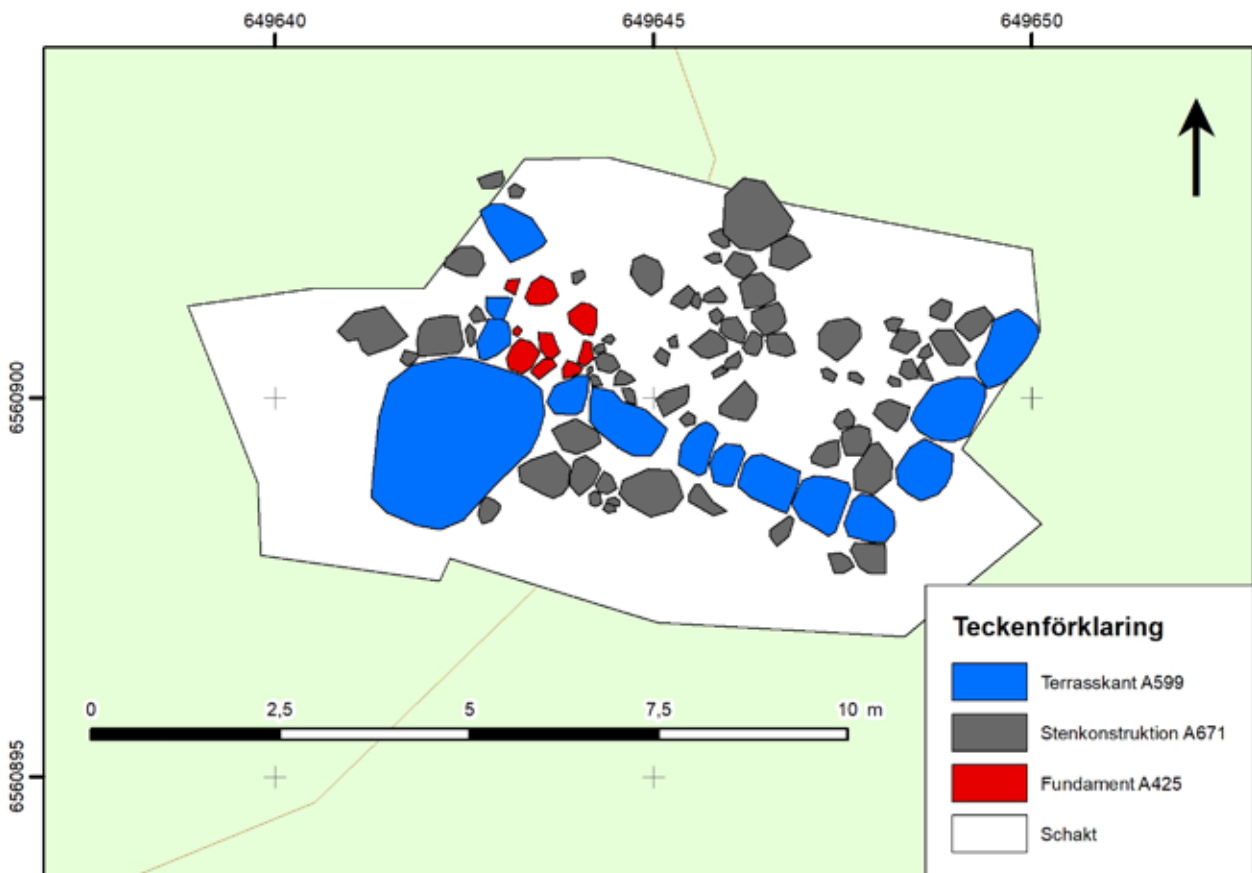 649640 649645 649650
6560900
6560895
0 2,5 5 7,5 10 m
Teckenförklaring
Terrasskant A599
Stenkonstruktion A671
Fundament A425
Schakt